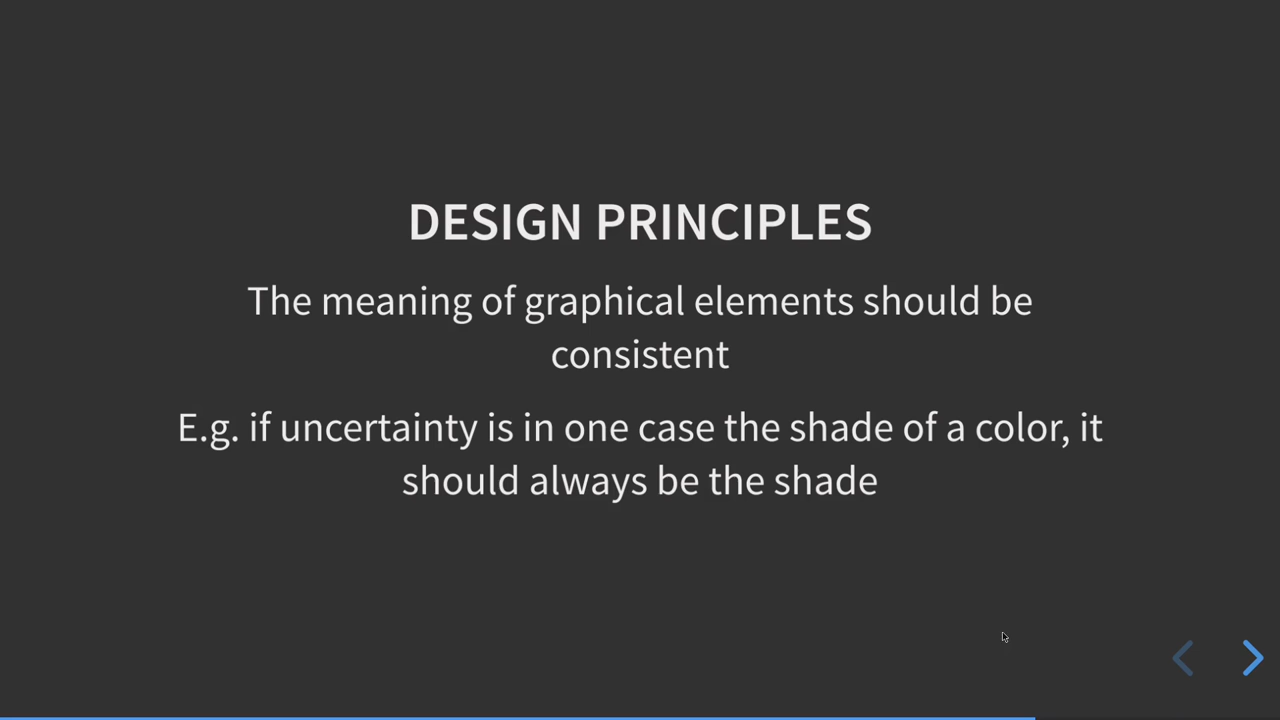 DESIGN PRINCIPLES
The meaning of graphical elements should be
consistent
E.g. if uncertainty is in one case the shade of a color, it
should always be the shade